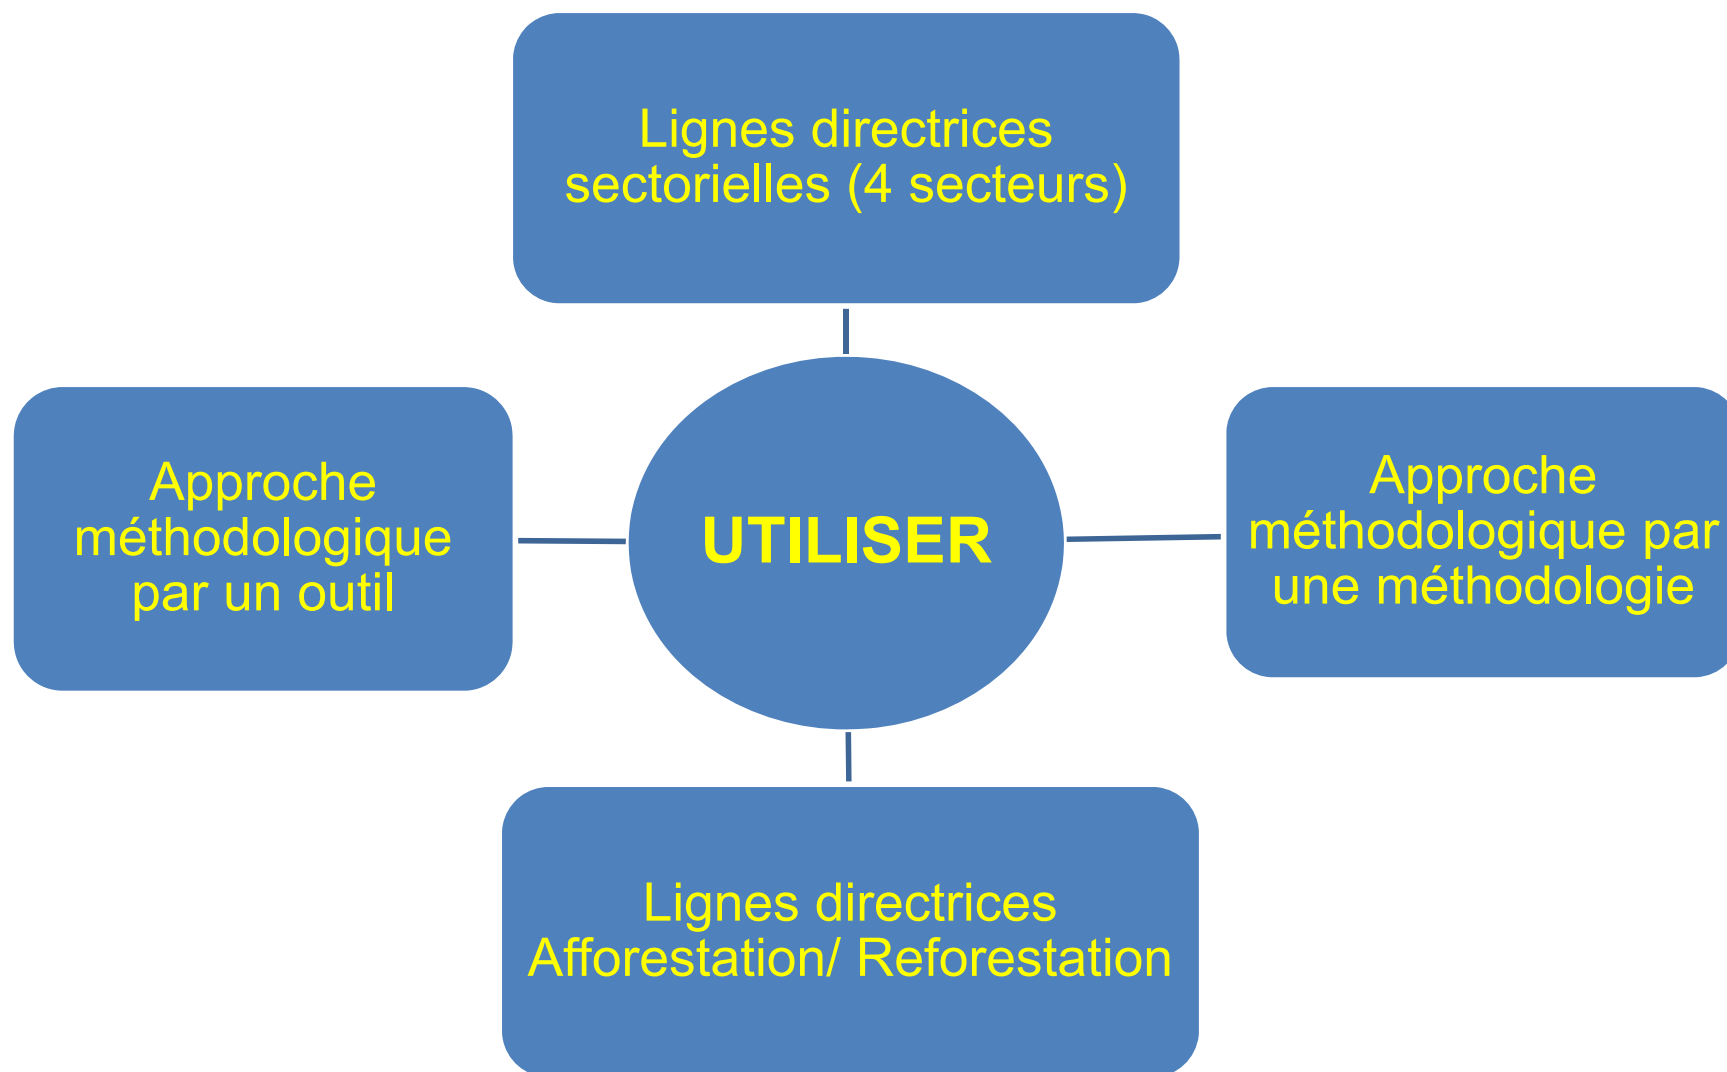 Lignes directrices
sectorielles (4 secteurs)
Approche
méthodologique
par un outil
UTILISER
Approche
méthodologique par
une méthodologie
Lignes directrices
Afforestation/ Reforestation